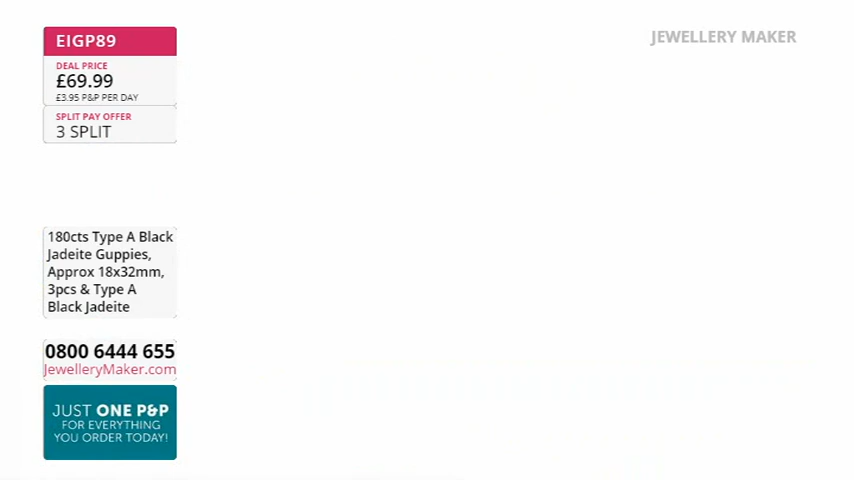 EIGP89
JEWELLERY MAKER
DEAL PRICE
£69.99
£3.95 P&P PER DAY
SPLIT PAY OFFER
3 SPLIT
180cts Type A Black
Jadeite Guppies,
Approx 18x32mm,
3pcs & Type A
Black Jadeite
0800 6444 655
JewelleryMaker.com
JUST ONE P&P
FOR EVERYTHING
YOU ORDER TODAY!